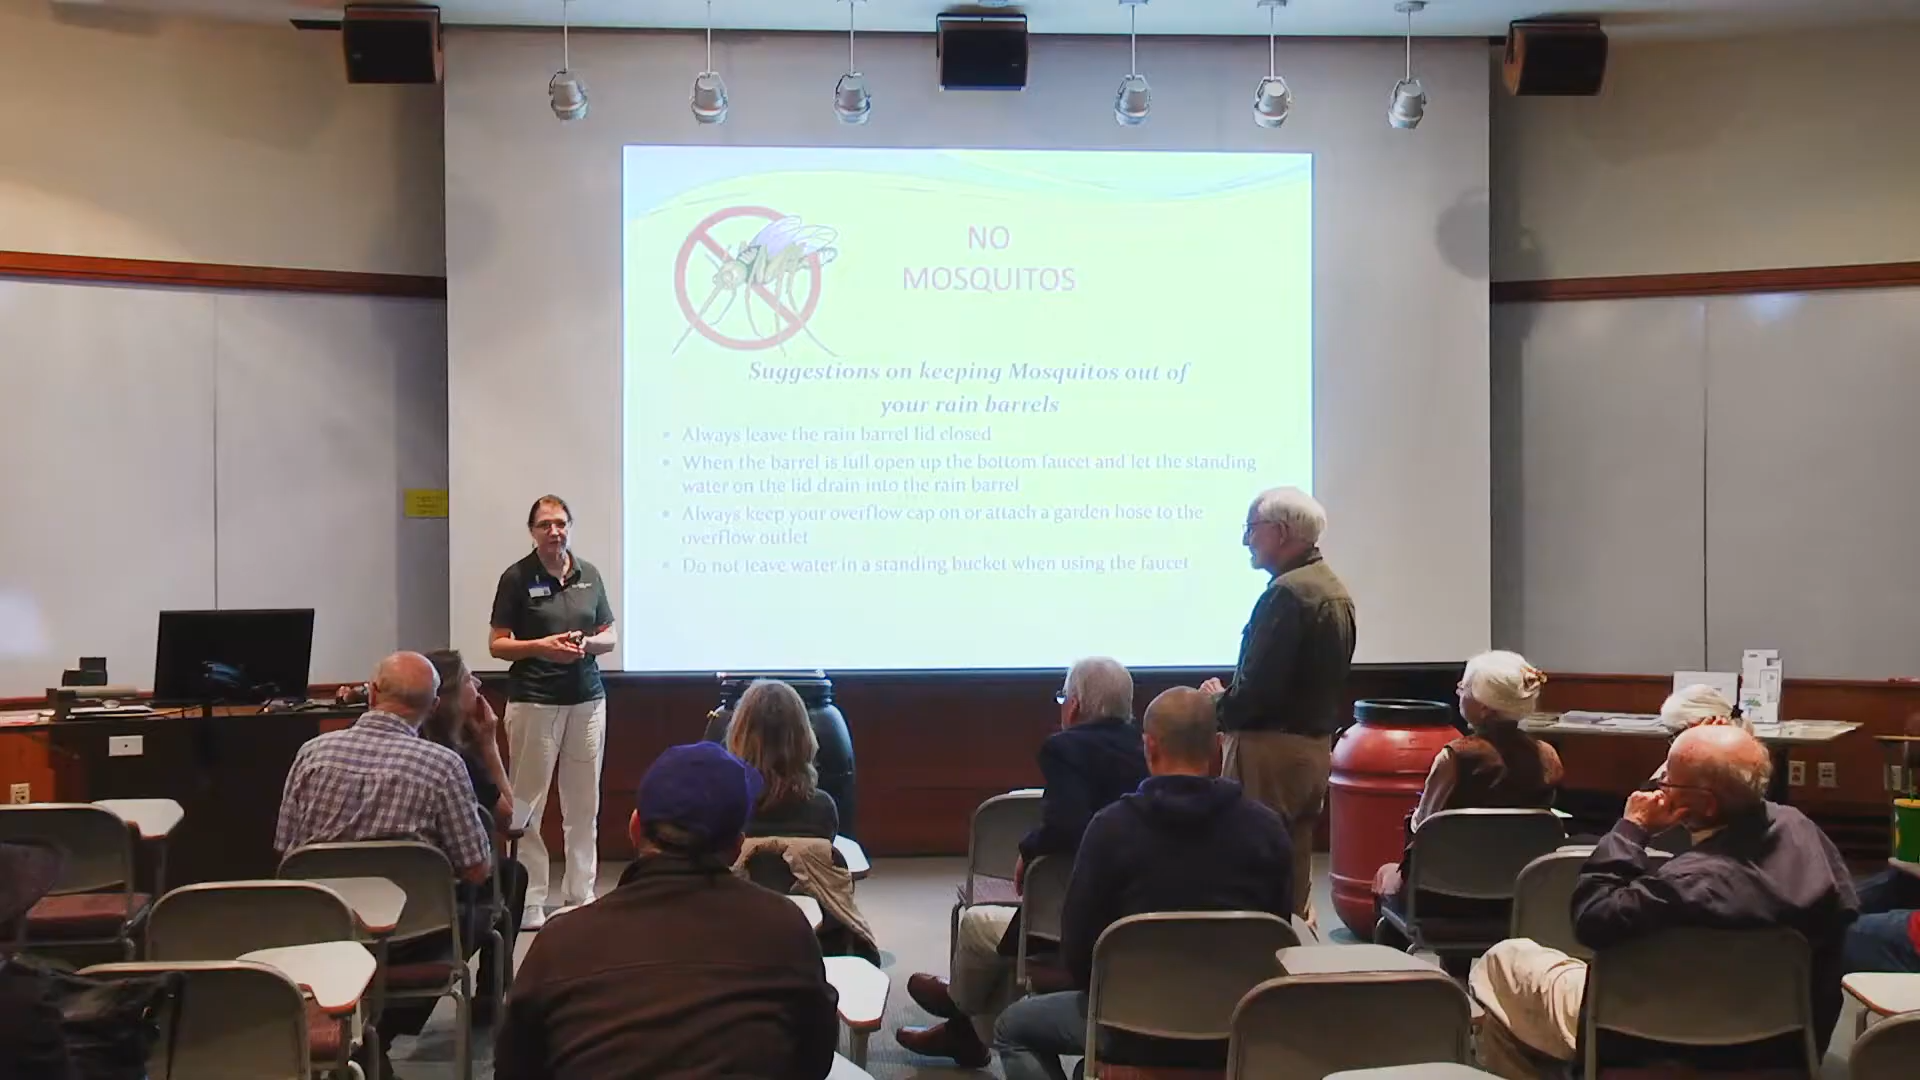 NO
MOSQUITOS
Suggestions on keeping Mosquitos out of
your rain barrels
• Always leave the rain barrel lid closed
• When the barrel is full open up the bottom faucet and let the standing
water on the lid drain into the rain barrel
• Always keep your overflow cap on or attach a garden hose to the
overflow outlet
• Do not leave water in a standing bucket when using the faucet